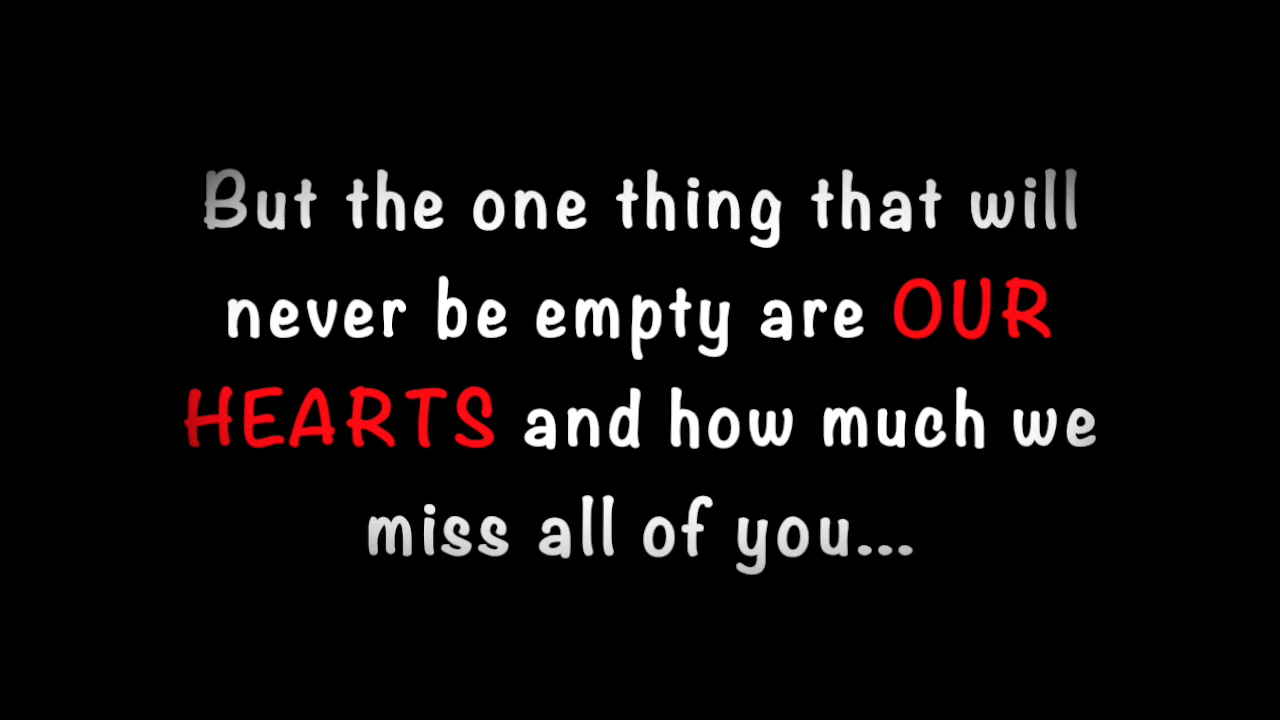 But the one thing that will
never be empty are OUR
HEARTS and how much we
miss all of you...